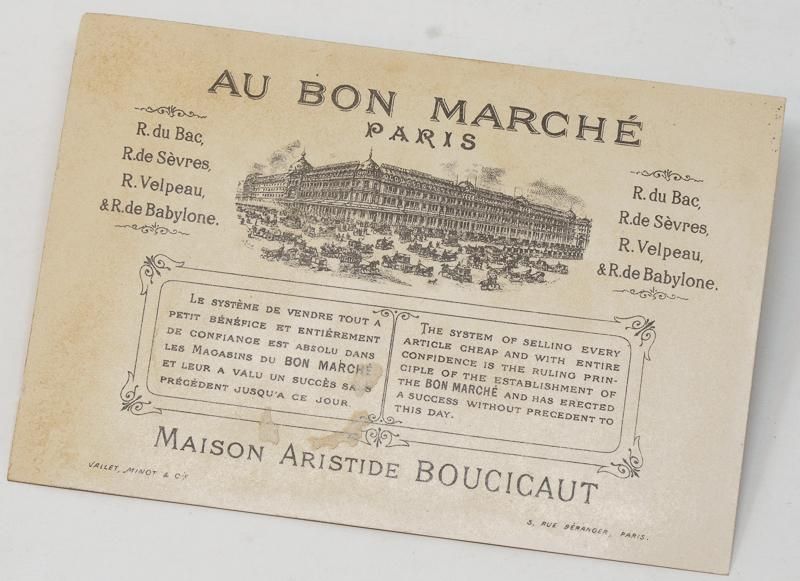 AU BON MARCHÉ
PARIS
R. du Bac,
R. de Sèvres,
R. Velpeau,
& R. de Babylone.
R. du Bac,
R. de Sèvres,
R. Velpeau,
& R. de Babylone.
LE SYSTÈME DE VENDRE TOUT A
PETIT BÉNÉFICE ET ENTIÉREMENT
DE CONFIANCE EST ABSOLU DANS
LES MAGASINS DU BON MARCHÉ
ET LEUR A VALU UN SUCCÈS SANS
PRÉCÉDENT JUSQU'A CE JOUR.
THE SYSTEM OF SELLING EVERY
ARTICLE CHEAP AND WITH ENTIRE
CONFIDENCE IS THE RULING PRIN-
CIPLE OF THE ESTABLISHMENT OF
THE BON MARCHÉ AND HAS ERECTED
A SUCCESS WITHOUT PRECEDENT TO
THIS DAY.
MAISON ARISTIDE BOUCICAUT
VALLET, MINOT & Cie
5, RUE BÉRANGER, PARIS.